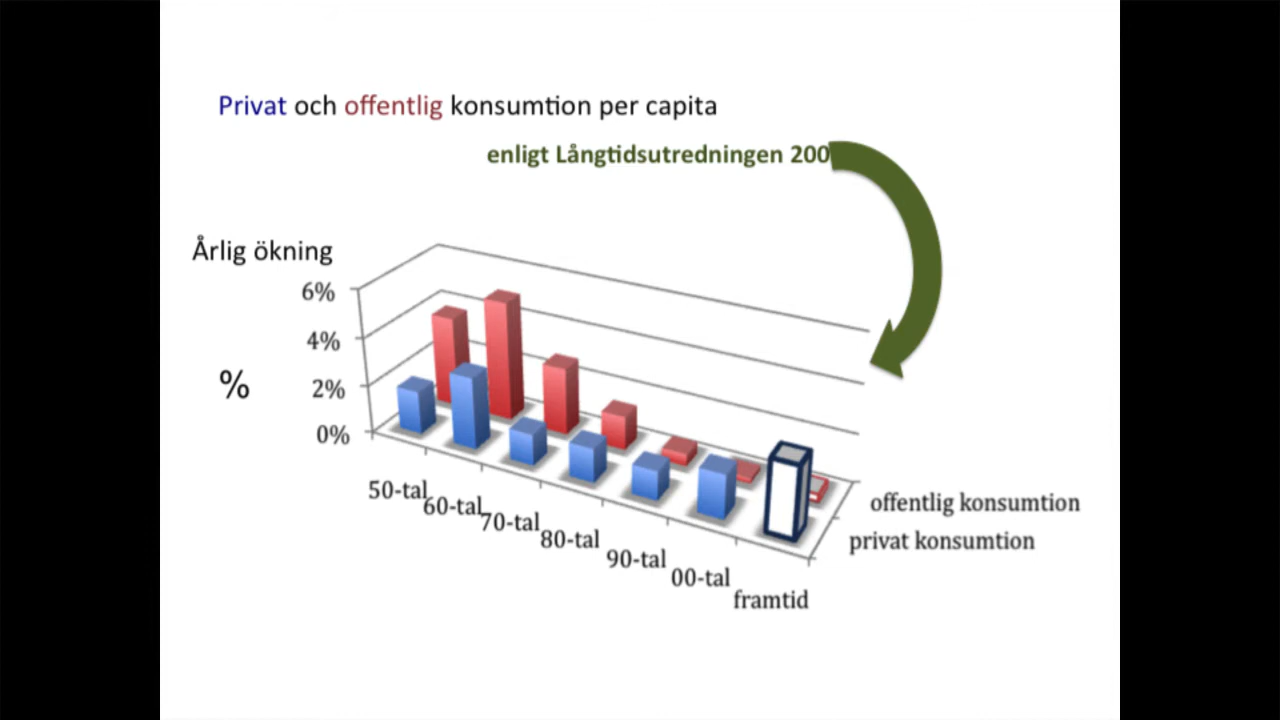 Privat och offentlig konsumtion per capita
enligt Långtidsutredningen 200
Årlig ökning
6%
4%
%
2%
0%
50-tal
60-tal
70-tal
80-tal
90-tal
00-tal
framtid
offentlig konsumtion
privat konsumtion